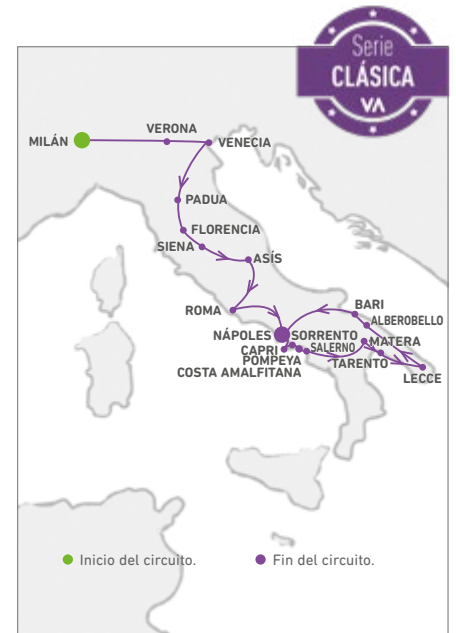 Serie
CLÁSICA
VA
MILÁN
VERONA
VENECIA
PADUA
FLORENCIA
SIENA
ASÍS
ROMA
BARI
ALBEROBELLO
NÁPOLES
SORRENTO
MATERA
CAPRI
SALERNO
POMPEYA
TARENTO
COSTA AMALFITANA
LECCE
Inicio del circuito.
Fin del circuito.